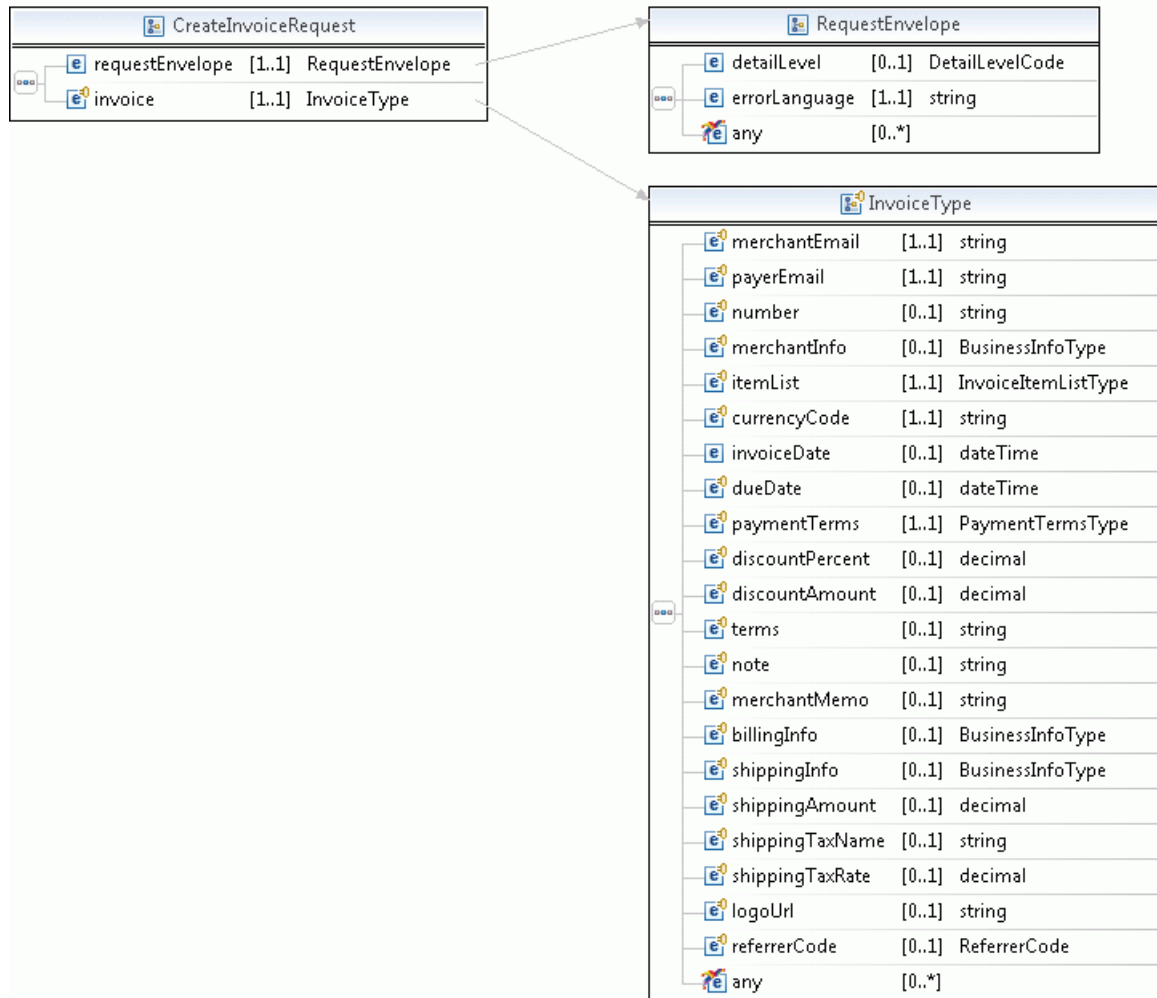 CreateInvoiceRequest
requestEnvelope [1..1] RequestEnvelope
invoice [1..1] InvoiceType
RequestEnvelope
detailLevel [0..1] DetailLevelCode
errorLanguage [1..1] string
any [0..*]
InvoiceType
merchantEmail [1..1] string
payerEmail [1..1] string
number [0..1] string
merchantInfo [0..1] BusinessInfoType
itemList [1..1] InvoiceItemListType
currencyCode [1..1] string
invoiceDate [0..1] dateTime
dueDate [0..1] dateTime
paymentTerms [1..1] PaymentTermsType
discountPercent [0..1] decimal
discountAmount [0..1] decimal
terms [0..1] string
note [0..1] string
merchantMemo [0..1] string
billingInfo [0..1] BusinessInfoType
shippingInfo [0..1] BusinessInfoType
shippingAmount [0..1] decimal
shippingTaxName [0..1] string
shippingTaxRate [0..1] decimal
logoUrl [0..1] string
referrerCode [0..1] ReferrerCode
any [0..*]